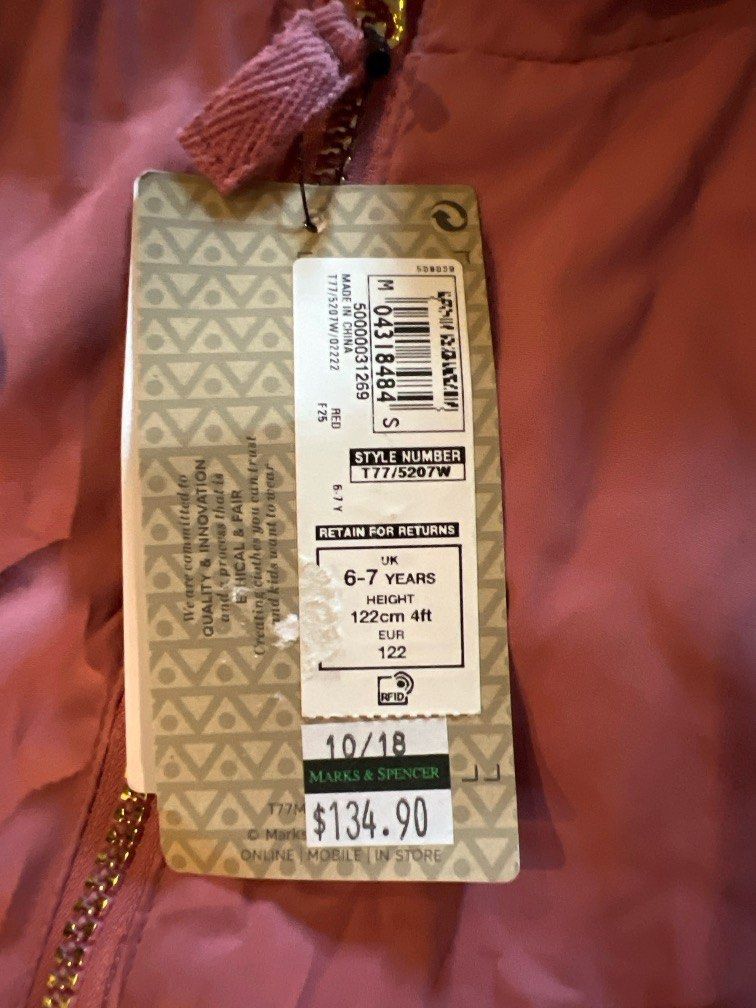 We are committed to
QUALITY & INNOVATION
and a process that is
ETHICAL & FAIR
Creating clothes you can trust
and kids want to wear
M 04318484 S
50000031269
MADE IN CHINA
T77/5207W/02222
RED
F25
6-7 Y
STYLE NUMBER
T77/5207W
RETAIN FOR RETURNS
UK
6-7 YEARS
HEIGHT
122cm 4ft
EUR
122
RFID
10/18
MARKS & SPENCER
$134.90
T77M
© Marks
ONLINE | MOBILE | IN STORE